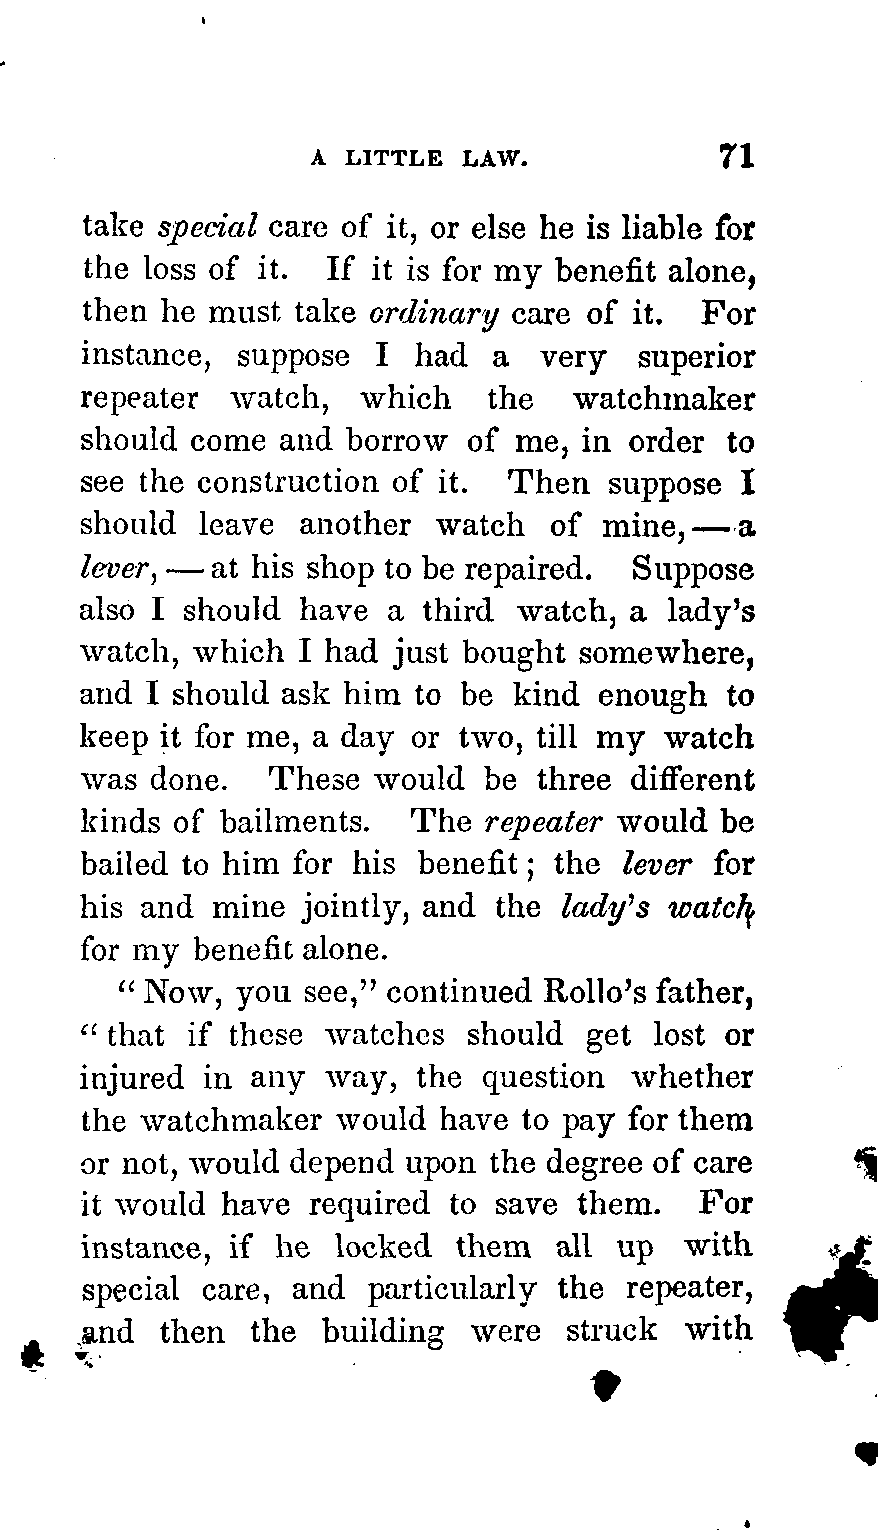 A LITTLE LAW. 71
take special care of it, or else he is liable for
the loss of it. If it is for my benefit alone,
then he must take ordinary care of it. For
instance, suppose I had a very superior
repeater watch, which the watchmaker
should come and borrow of me, in order to
see the construction of it. Then suppose I
should leave another watch of mine,—a
lever,—at his shop to be repaired. Suppose
also I should have a third watch, a lady's
watch, which I had just bought somewhere,
and I should ask him to be kind enough to
keep it for me, a day or two, till my watch
was done. These would be three different
kinds of bailments. The repeater would be
bailed to him for his benefit; the lever for
his and mine jointly, and the lady's watch
for my benefit alone.
"Now, you see," continued Rollo's father,
"that if these watches should get lost or
injured in any way, the question whether
the watchmaker would have to pay for them
or not, would depend upon the degree of care
it would have required to save them. For
instance, if he locked them all up with
special care, and particularly the repeater,
and then the building were struck with